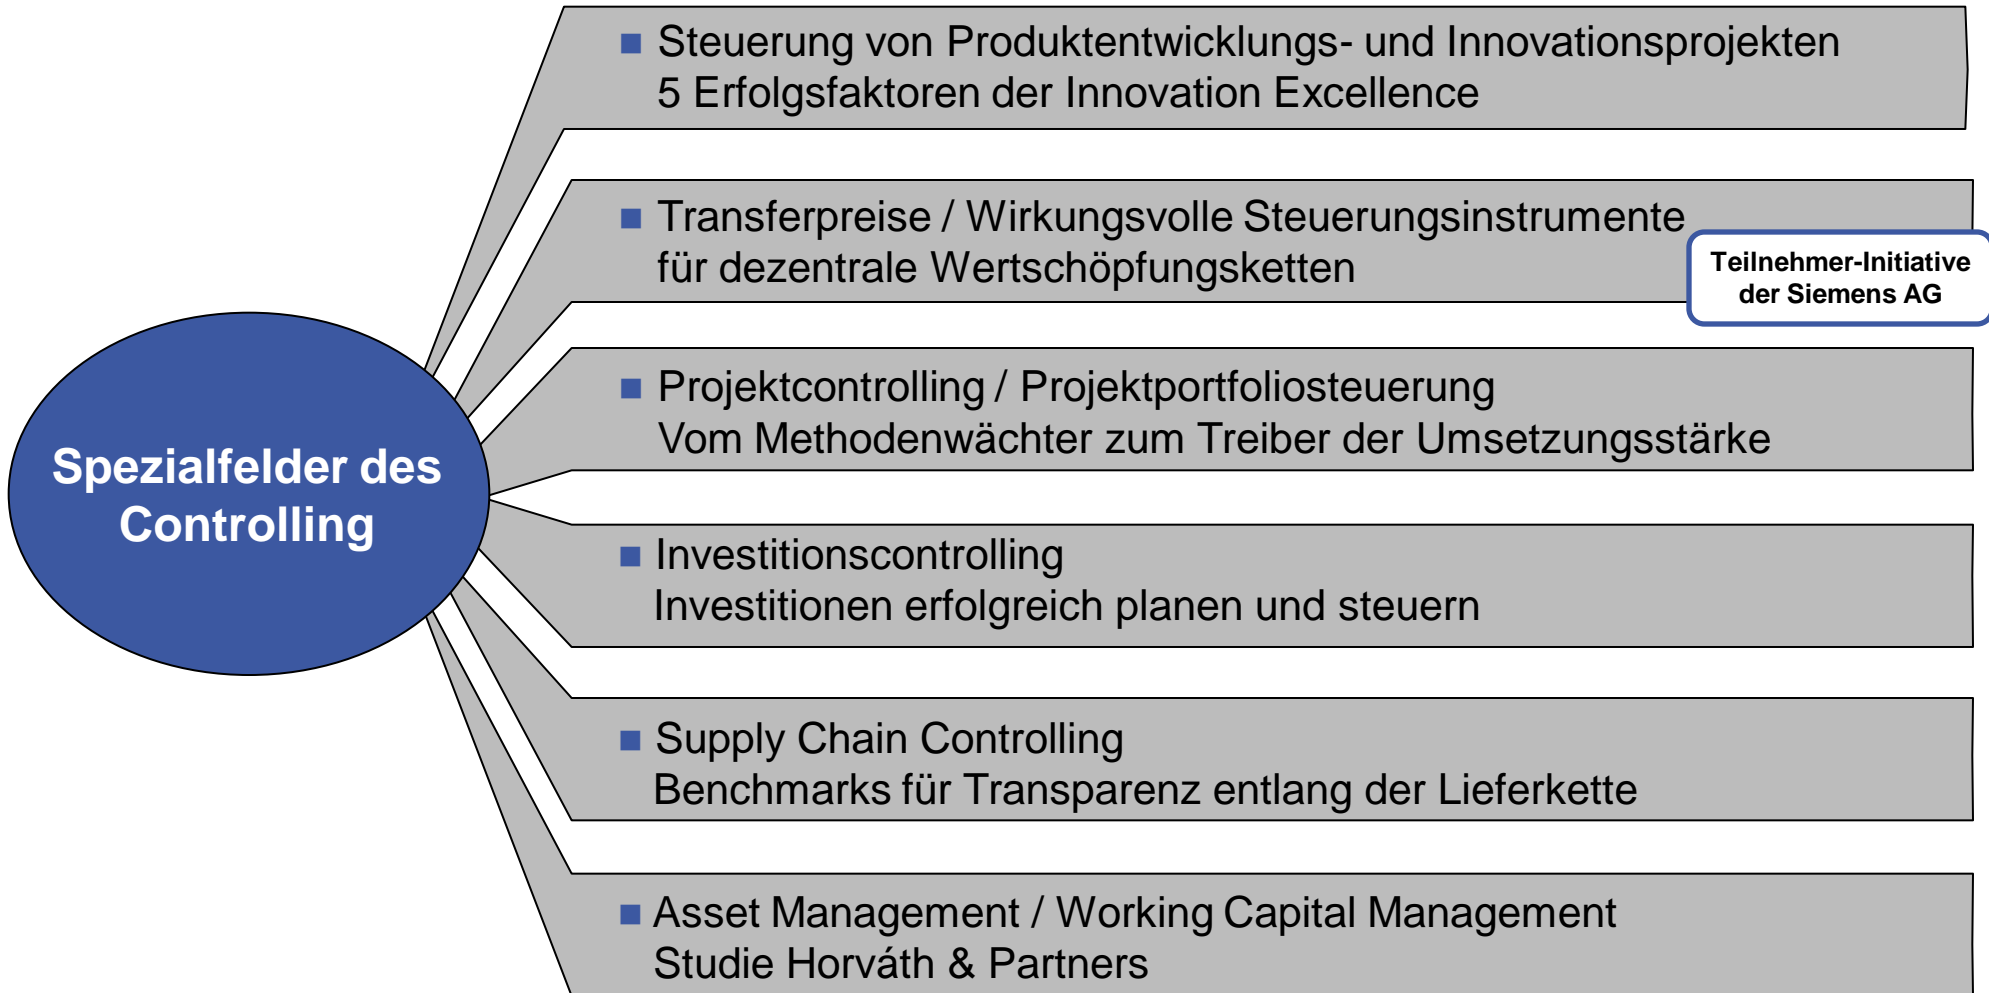 Steuerung von Produktentwicklungs- und Innovationsprojekten
5 Erfolgsfaktoren der Innovation Excellence
Transferpreise / Wirkungsvolle Steuerungsinstrumente
für dezentrale Wertschöpfungsketten
Teilnehmer-Initiative
der Siemens AG
Projektcontrolling / Projektportfoliosteuerung
Vom Methodenwächter zum Treiber der Umsetzungsstärke
Spezialfelder des
Controlling
Investitionscontrolling
Investitionen erfolgreich planen und steuern
Supply Chain Controlling
Benchmarks für Transparenz entlang der Lieferkette
Asset Management / Working Capital Management
Studie Horváth & Partners